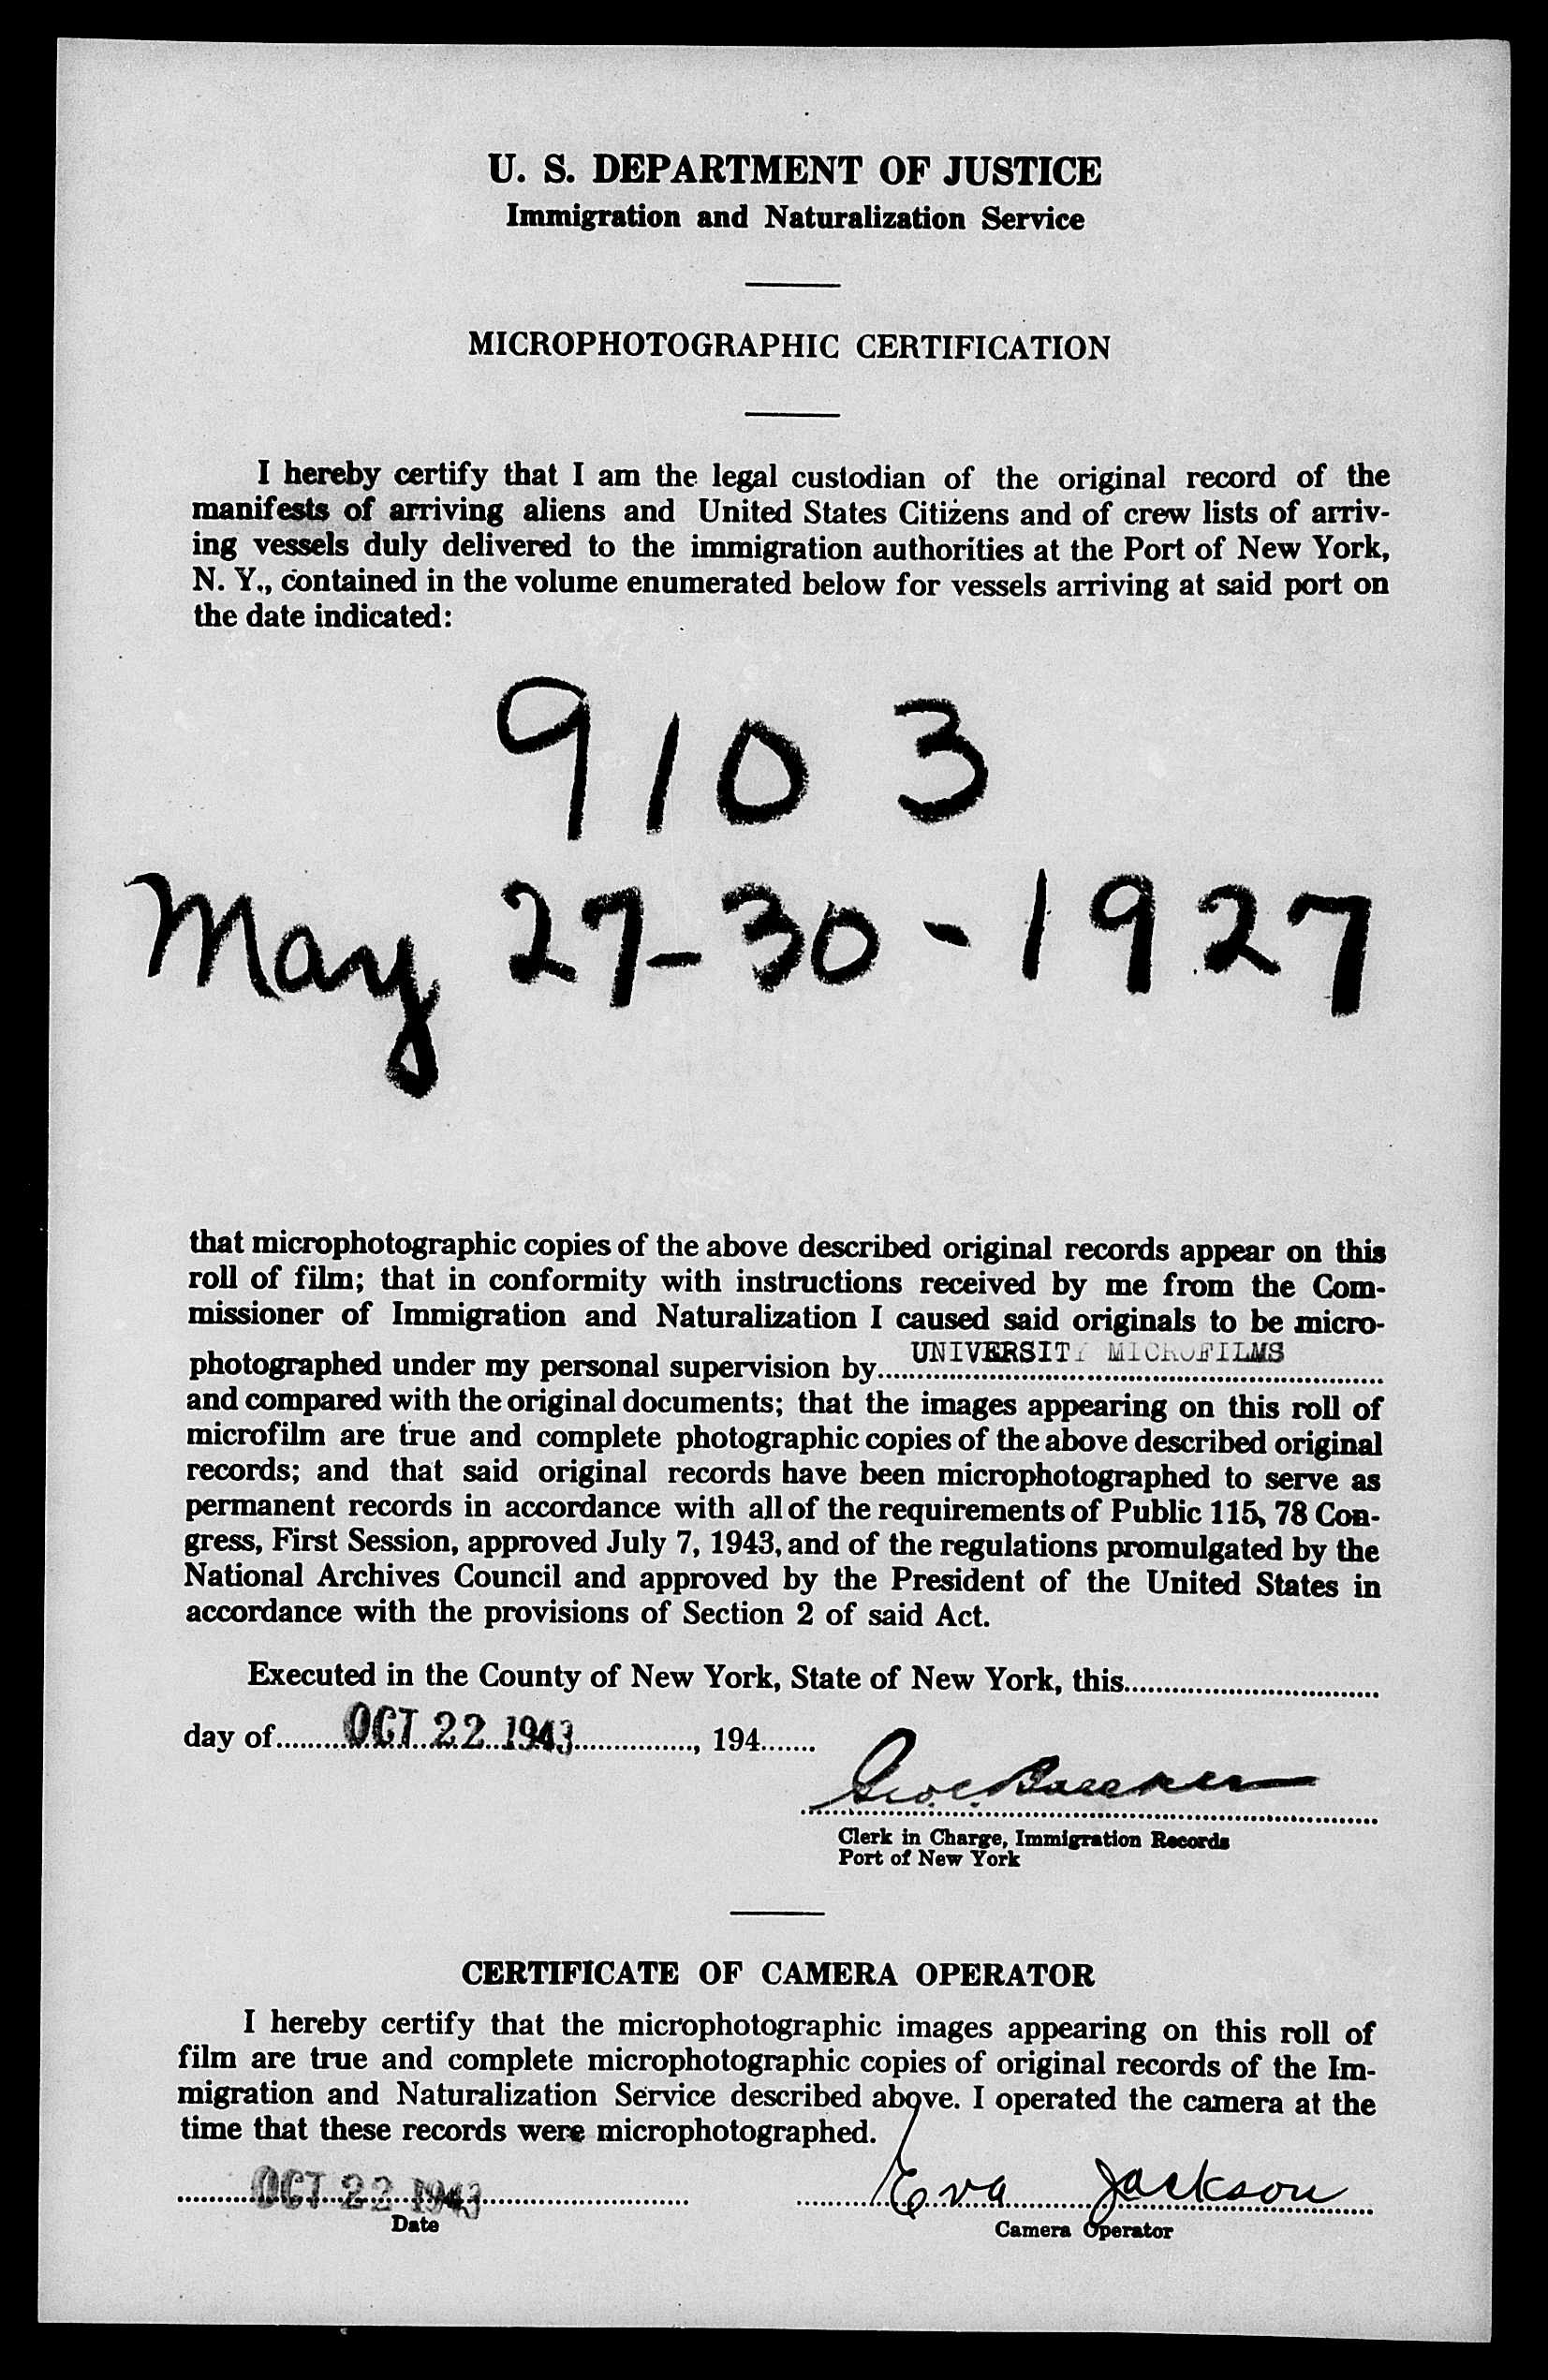 U. S. DEPARTMENT OF JUSTICE
Immigration and Naturalization Service
MICROPHOTOGRAPHIC CERTIFICATION
I hereby certify that I am the legal custodian of the original record of the
manifests of arriving aliens and United States Citizens and of crew lists of arriv-
ing vessels duly delivered to the immigration authorities at the Port of New York,
N. Y., contained in the volume enumerated below for vessels arriving at said port on
the date indicated:
9103
May 27-30-1927
that microphotographic copies of the above described original records appear on this
roll of film; that in conformity with instructions received by me from the Com-
missioner of Immigration and Naturalization I caused said originals to be micro-
photographed under my personal supervision by UNIVERSITY MICROFILMS
and compared with the original documents; that the images appearing on this roll of
microfilm are true and complete photographic copies of the above described original
records; and that said original records have been microphotographed to serve as
permanent records in accordance with all of the requirements of Public 115, 78 Con-
gress, First Session, approved July 7, 1943, and of the regulations promulgated by the
National Archives Council and approved by the President of the United States in
accordance with the provisions of Section 2 of said Act.
Executed in the County of New York, State of New York, this
day of OCT 22 1943, 194
Geo. C.
Clerk in Charge, Immigration Records
Port of New York
CERTIFICATE OF CAMERA OPERATOR
I hereby certify that the microphotographic images appearing on this roll of
film are true and complete microphotographic copies of original records of the Im-
migration and Naturalization Service described above. I operated the camera at the
time that these records were microphotographed.
OCT 22 1943 Eva Jackson
Date Camera Operator